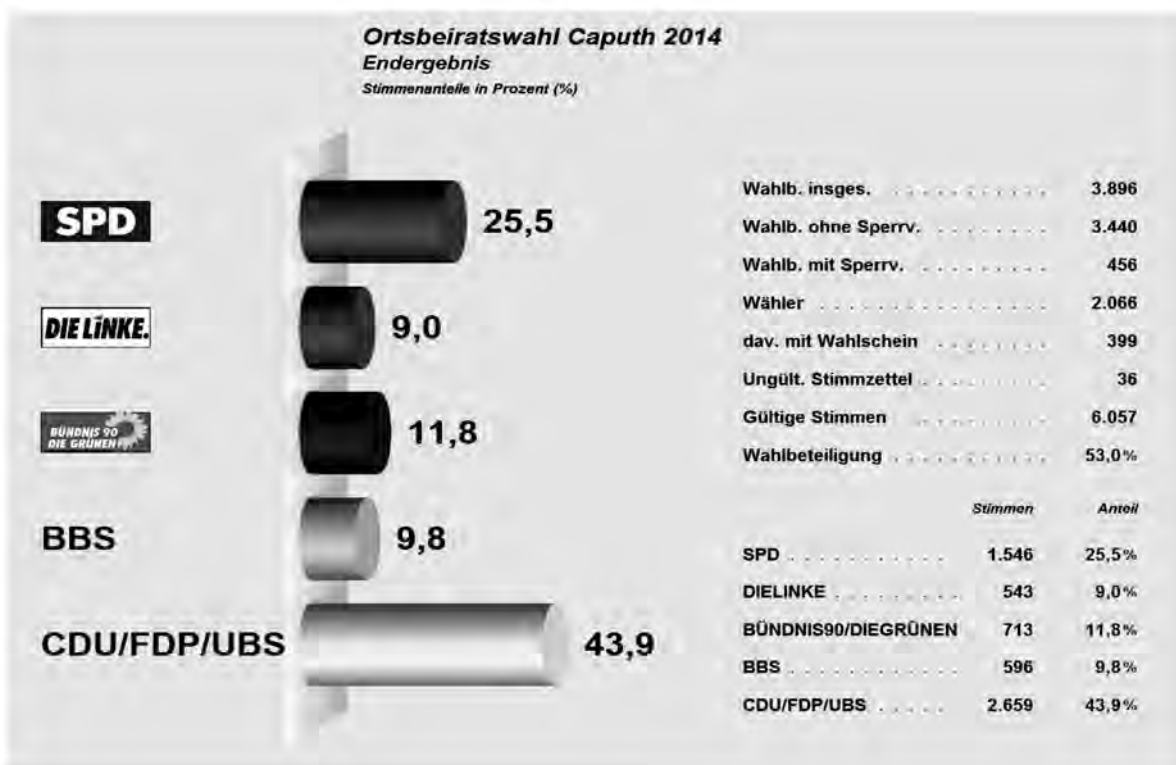 Ortsbeiratswahl Caputh 2014
Endergebnis
Stimmenanteile in Prozent (%)
SPD 25,5
DIE LINKE. 9,0
BÜNDNIS 90
DIE GRÜNEN 11,8
BBS 9,8
CDU/FDP/UBS 43,9
Wahlb. insges. . . . . . . . . . . . 3.896
Wahlb. ohne Sperrv. . . . . . . . . 3.440
Wahlb. mit Sperrv. . . . . . . . . . 456
Wähler . . . . . . . . . . . . . . . 2.066
dav. mit Wahlschein . . . . . . . . 399
Ungült. Stimmzettel . . . . . . . . . 36
Gültige Stimmen . . . . . . . . . 6.057
Wahlbeteiligung . . . . . . . . . . . 53,0%
Stimmen Anteil
SPD . . . . . . . . . . . 1.546 25,5%
DIELINKE . . . . . . . . . 543 9,0%
BÜNDNIS90/DIEGRÜNEN 713 11,8%
BBS . . . . . . . . . . . 596 9,8%
CDU/FDP/UBS . . . . . 2.659 43,9%